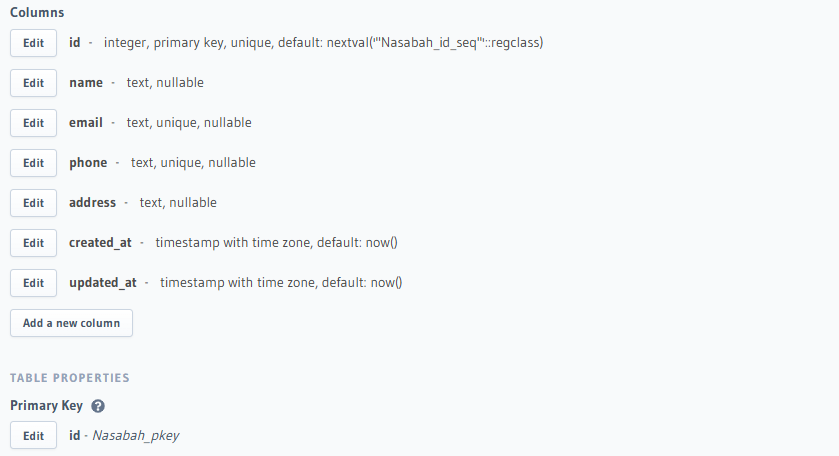 Columns
Edit id - integer, primary key, unique, default: nextval('"Nasabah_id_seq"'::regclass)
Edit name - text, nullable
Edit email - text, unique, nullable
Edit phone - text, unique, nullable
Edit address - text, nullable
Edit created_at - timestamp with time zone, default: now()
Edit updated_at - timestamp with time zone, default: now()
Add a new column
TABLE PROPERTIES
Primary Key ?
Edit id - Nasabah_pkey